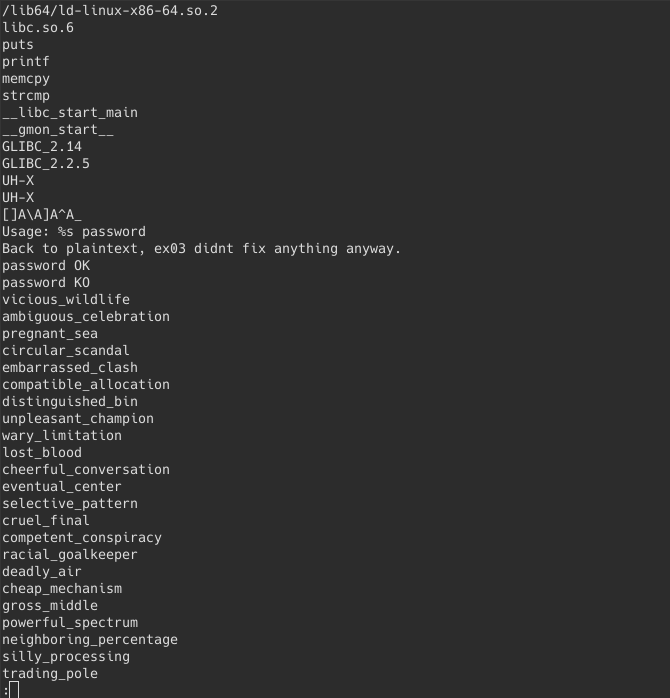 /lib64/ld-linux-x86-64.so.2
libc.so.6
puts
printf
memcpy
strcmp
__libc_start_main
__gmon_start__
GLIBC_2.14
GLIBC_2.2.5
UH-X
UH-X
[]A\A]A^A_
Usage: %s password
Back to plaintext, ex03 didnt fix anything anyway.
password OK
password KO
vicious_wildlife
ambiguous_celebration
pregnant_sea
circular_scandal
embarrassed_clash
compatible_allocation
distinguished_bin
unpleasant_champion
wary_limitation
lost_blood
cheerful_conversation
eventual_center
selective_pattern
cruel_final
competent_conspiracy
racial_goalkeeper
deadly_air
cheap_mechanism
gross_middle
powerful_spectrum
neighboring_percentage
silly_processing
trading_pole
: